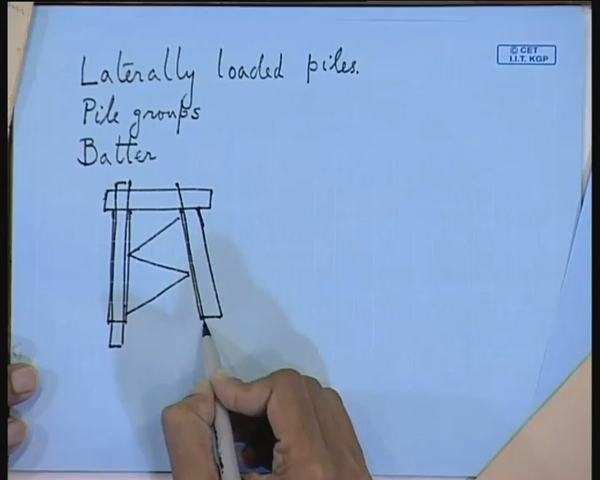 Laterally loaded piles.
Pile groups
Batter
© CET
I.I.T. KGP